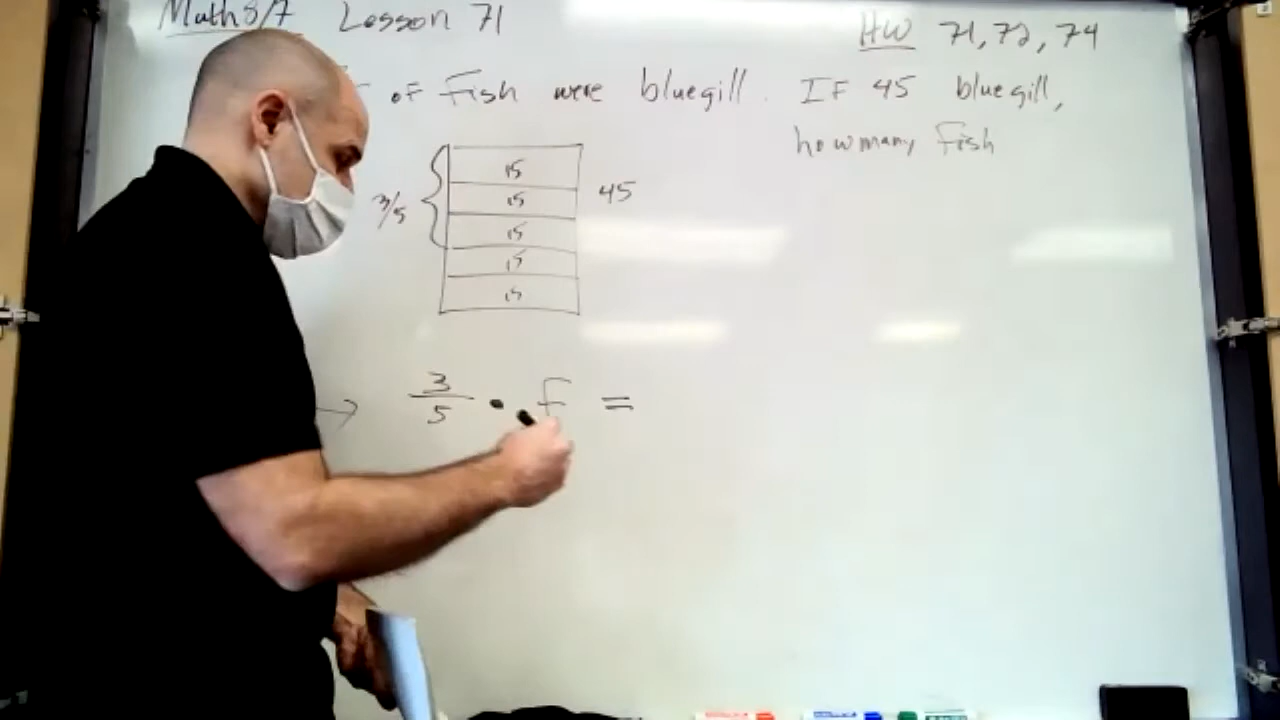 Math 8/7 Lesson 71
HW 71, 72, 74
of Fish were bluegill. IF 45 bluegill,
how many Fish
3/5
15
15
15
15
15
45
→ 3/5 • F =